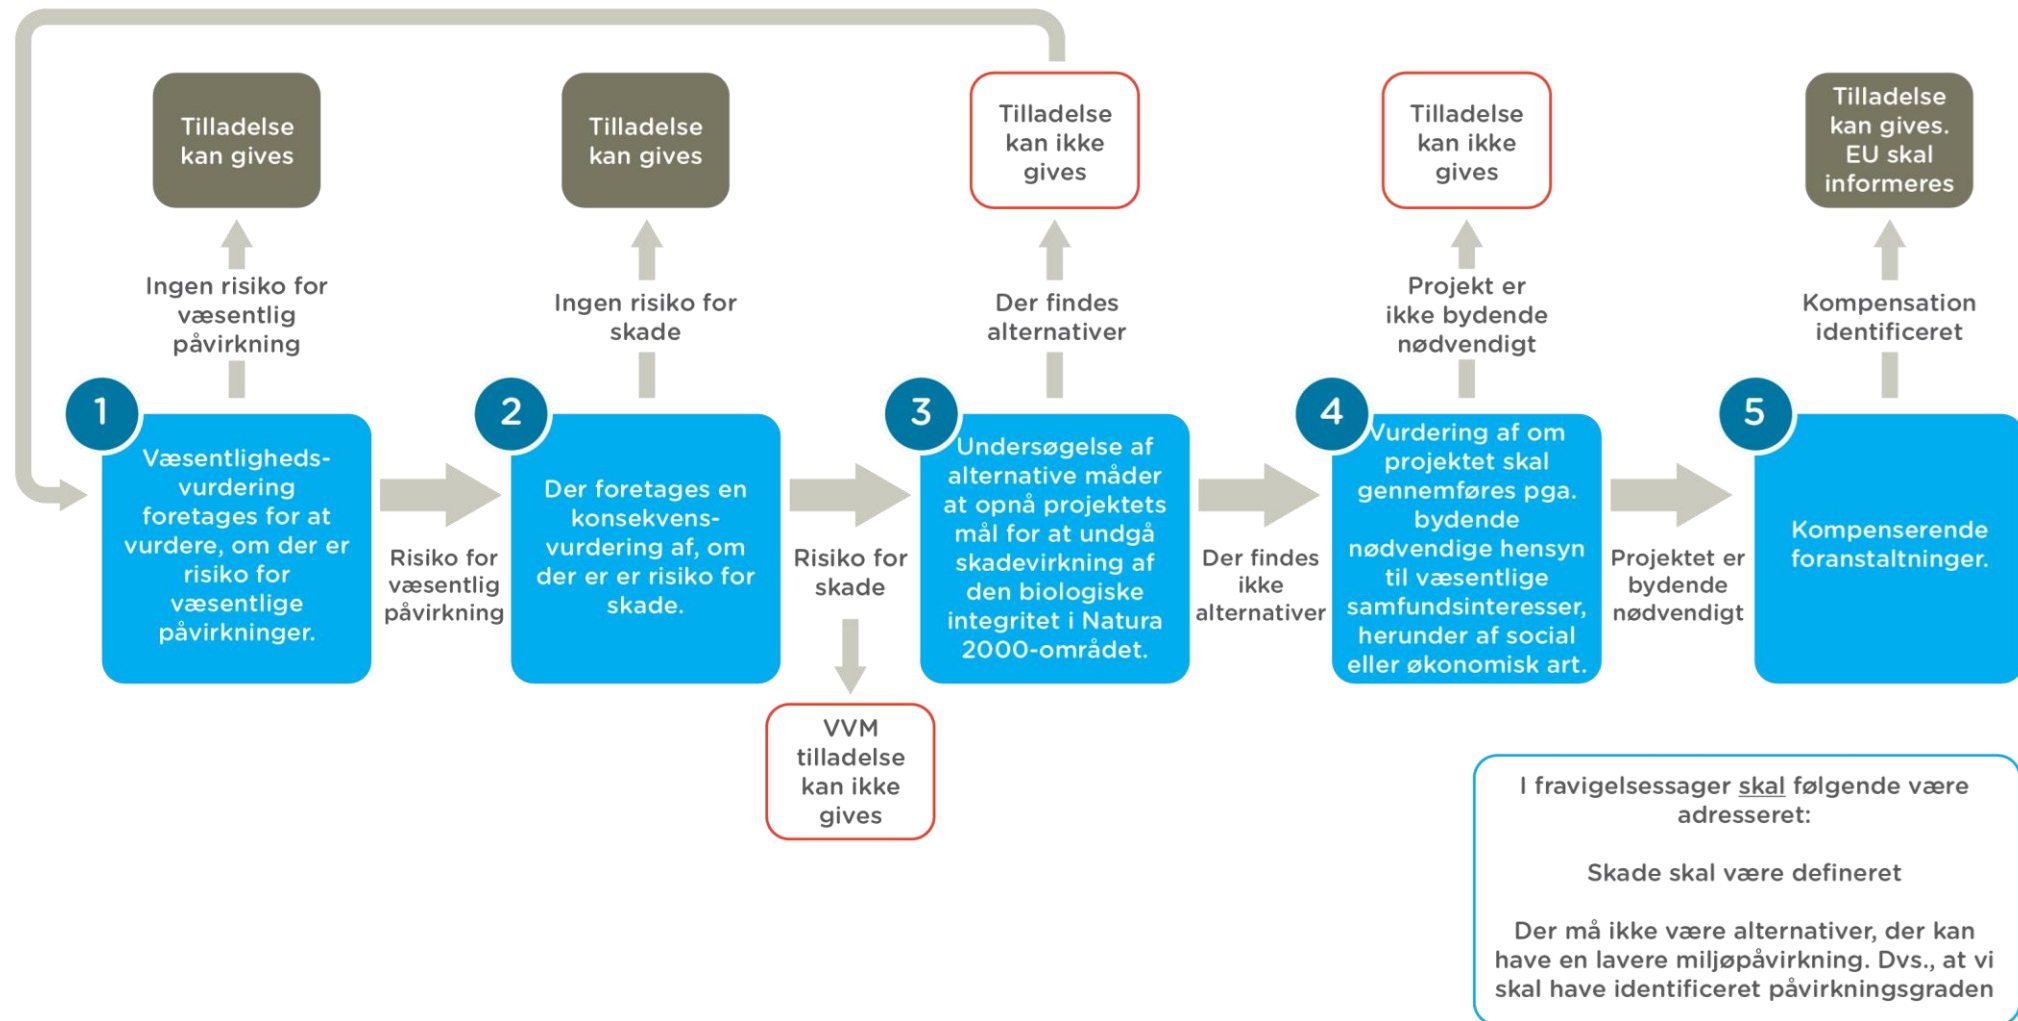 Tilladelse
kan gives
Tilladelse
kan gives
Tilladelse
kan ikke
gives
Tilladelse
kan ikke
gives
Tilladelse
kan gives.
EU skal
informeres
Ingen risiko for
væsentlig
påvirkning
Ingen risiko for
skade
Der findes
alternativer
Projekt er
ikke bydende
nødvendigt
Kompensation
identificeret
1
Væsentligheds-
vurdering
foretages for at
vurdere, om der er
risiko for
væsentlige
påvirkninger.
Risiko for
væsentlig
påvirkning
2
Der foretages en
konsekvens-
vurdering af, om
der er er risiko for
skade.
Risiko for
skade
VVM
tilladelse
kan ikke
gives
3
Undersøgelse af
alternative måder
at opnå projektets
mål for at undgå
skadevirkning af
den biologiske
integritet i Natura
2000-området.
Der findes
ikke
alternativer
4
Vurdering af om
projektet skal
gennemføres pga.
bydende
nødvendige hensyn
til væsentlige
samfundsinteresser,
herunder af social
eller økonomisk art.
Projektet er
bydende
nødvendigt
5
Kompenserende
foranstaltninger.
I fravigelsessager skal følgende være
adresseret:
Skade skal være defineret
Der må ikke være alternativer, der kan
have en lavere miljøpåvirkning. Dvs., at vi
skal have identificeret påvirkningsgraden